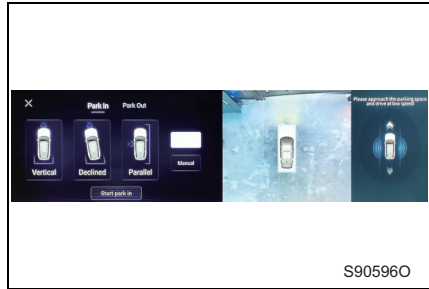 Park In
Park Out
Vertical
Declined
Parallel
Manual
Start park in
Please approach the parking space
and drive at low speed
S90596O